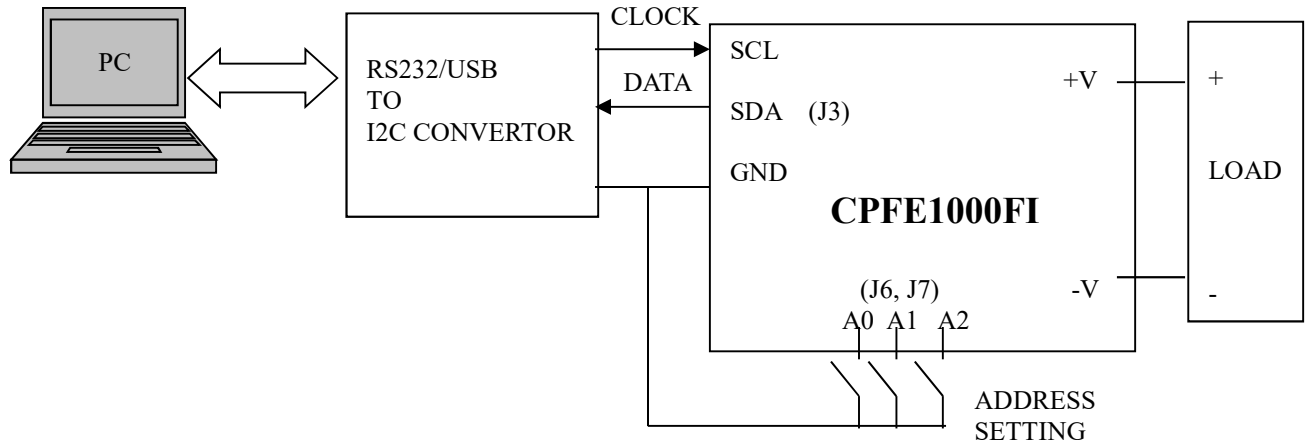 PC
RS232/USB
TO
I2C CONVERTOR
CLOCK
DATA
SCL
SDA (J3)
GND
CPFE1000FI
+V
-V
(J6, J7)
A0 A1 A2
+
LOAD
-
ADDRESS
SETTING